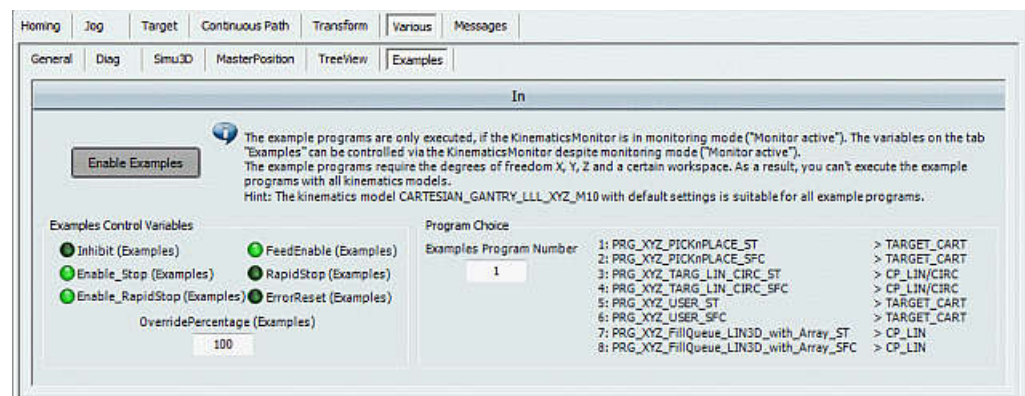 Homing Jog Target Continuous Path Transform Various Messages
General Diag Simu3D MasterPosition TreeView Examples
In
Enable Examples
The example programs are only executed, if the KinematicsMonitor is in monitoring mode ("Monitor active"). The variables on the tab
"Examples" can be controlled via the KinematicsMonitor despite monitoring mode ("Monitor active").
The example programs require the degrees of freedom X, Y, Z and a certain workspace. As a result, you can't execute the example
programs with all kinematics models.
Hint: The kinematics model CARTESIAN_GANTRY_LLL_XYZ_M10 with default settings is suitable for all example programs.
Examples Control Variables
Inhibit (Examples) FeedEnable (Examples)
Enable_Stop (Examples) RapidStop (Examples)
Enable_RapidStop (Examples) ErrorReset (Examples)
OverridePercentage (Examples)
100
Program Choice
Examples Program Number
1
1: PRG_XYZ_PICKnPLACE_ST > TARGET_CART
2: PRG_XYZ_PICKnPLACE_SFC > TARGET_CART
3: PRG_XYZ_TARG_LIN_CIRC_ST > CP_LIN/CIRC
4: PRG_XYZ_TARG_LIN_CIRC_SFC > CP_LIN/CIRC
5: PRG_XYZ_USER_ST > TARGET_CART
6: PRG_XYZ_USER_SFC > TARGET_CART
7: PRG_XYZ_FillQueue_LIN3D_with_Array_ST > CP_LIN
8: PRG_XYZ_FillQueue_LIN3D_with_Array_SFC > CP_LIN